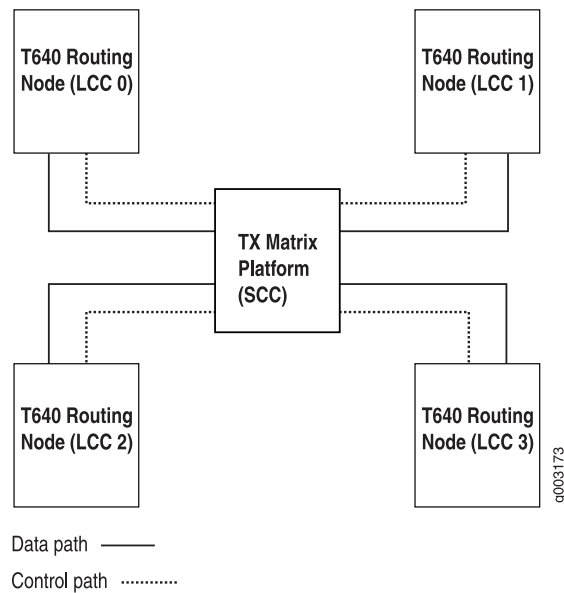 T640 Routing
Node (LCC 0)
T640 Routing
Node (LCC 1)
TX Matrix
Platform
(SCC)
T640 Routing
Node (LCC 2)
T640 Routing
Node (LCC 3)
g003173
Data path
Control path